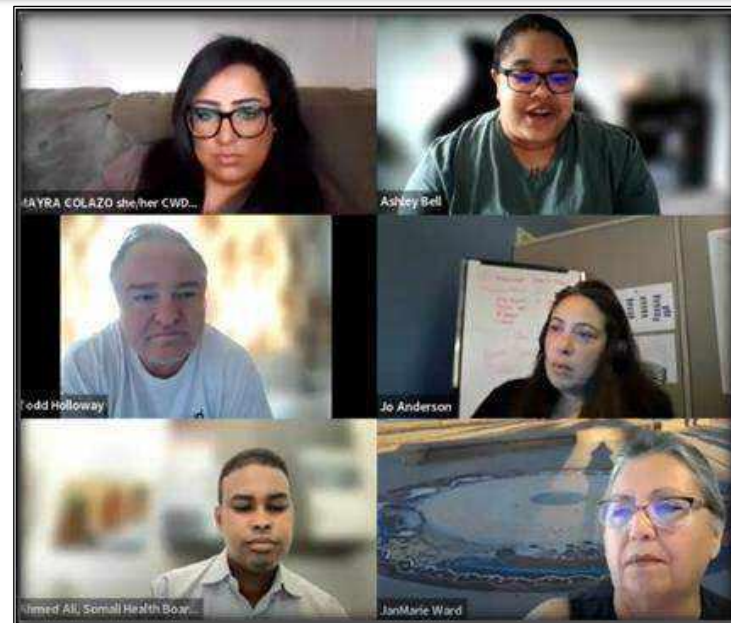 MAYRA COLAZO she/her CWD...
Ashley Bell
Todd Holloway
Jo Anderson
Ahmed Ali, Somali Health Boar...
JanMarie Ward